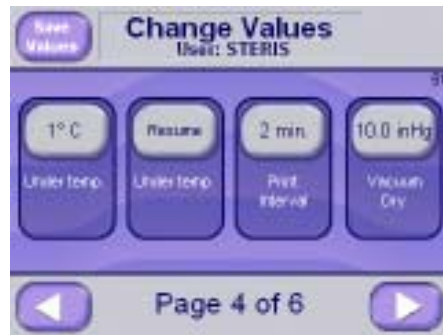 Save
Values
Change Values
User: STERIS
1° C
Resume
2 min.
10.0 inHg
Under temp
Under temp
Print
Interval
Vacuum
Dry
Page 4 of 6